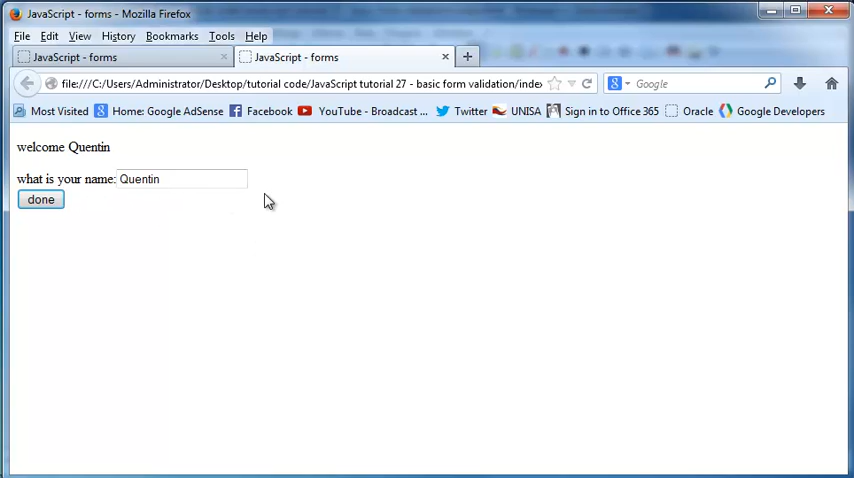 JavaScript - forms - Mozilla Firefox
File Edit View History Bookmarks Tools Help
JavaScript - forms JavaScript - forms
file:///C:/Users/Administrator/Desktop/tutorial code/JavaScript tutorial 27 - basic form validation/index Google
Most Visited Home: Google AdSense Facebook YouTube - Broadcast ... Twitter UNISA Sign in to Office 365 Oracle Google Developers
welcome Quentin
what is your name: Quentin
done